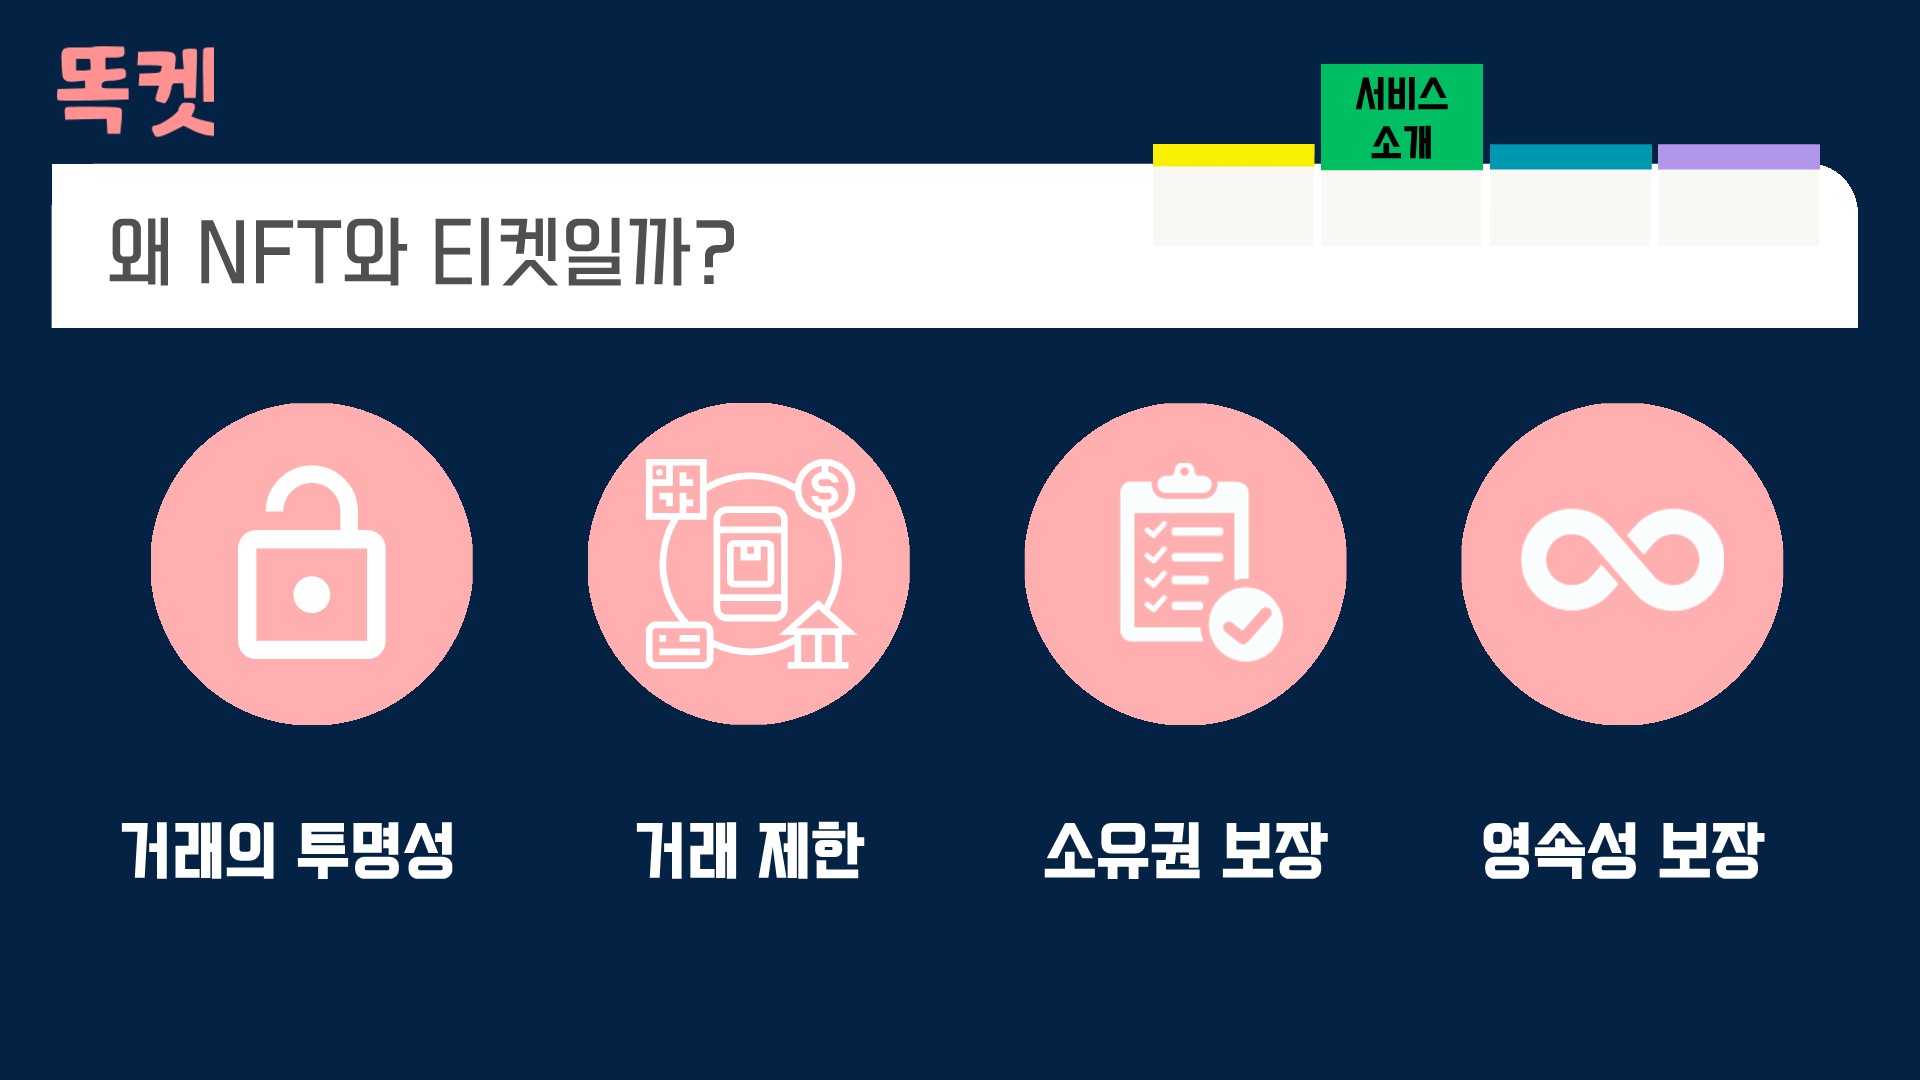 똑켓
서비스
소개
왜 NFT와 티켓일까?
거래의 투명성
거래 제한
소유권 보장
영속성 보장